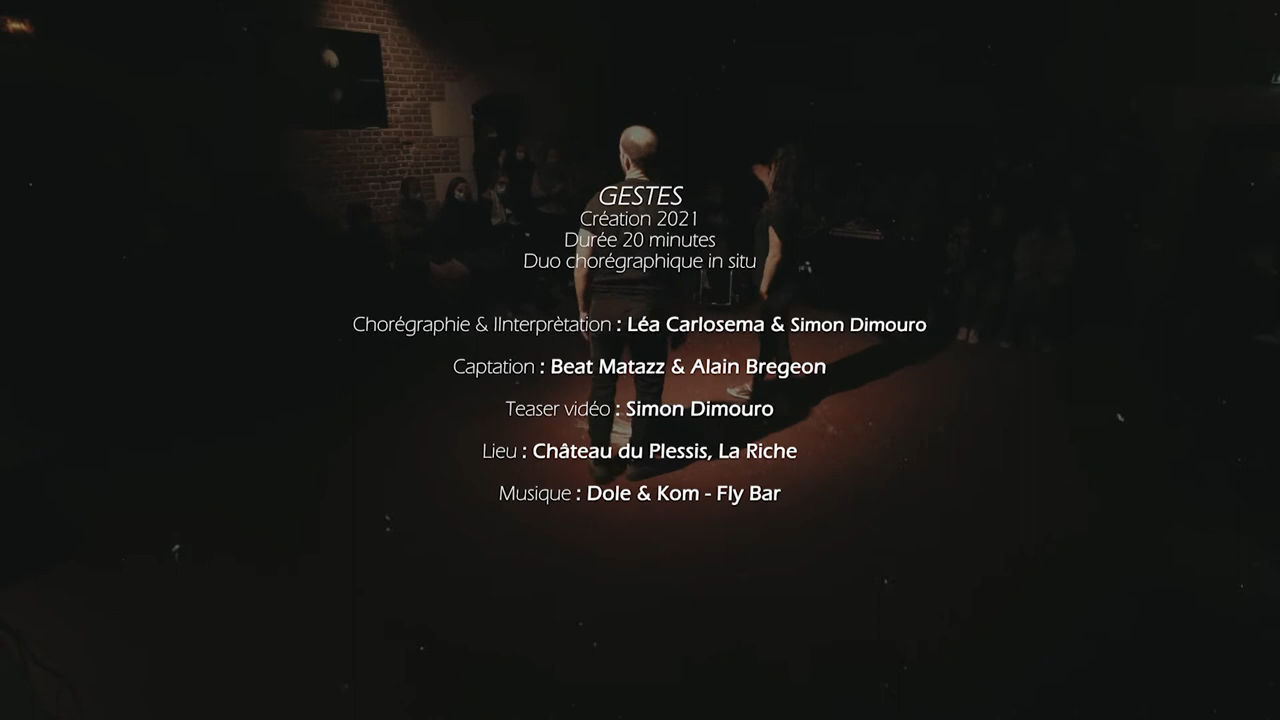 GESTES
Création 2021
Durée 20 minutes
Duo chorégraphique in situ
Chorégraphie & IInterprètation : Léa Carlosema & Simon Dimouro
Captation : Beat Matazz & Alain Bregeon
Teaser vidéo : Simon Dimouro
Lieu : Château du Plessis, La Riche
Musique : Dole & Kom - Fly Bar